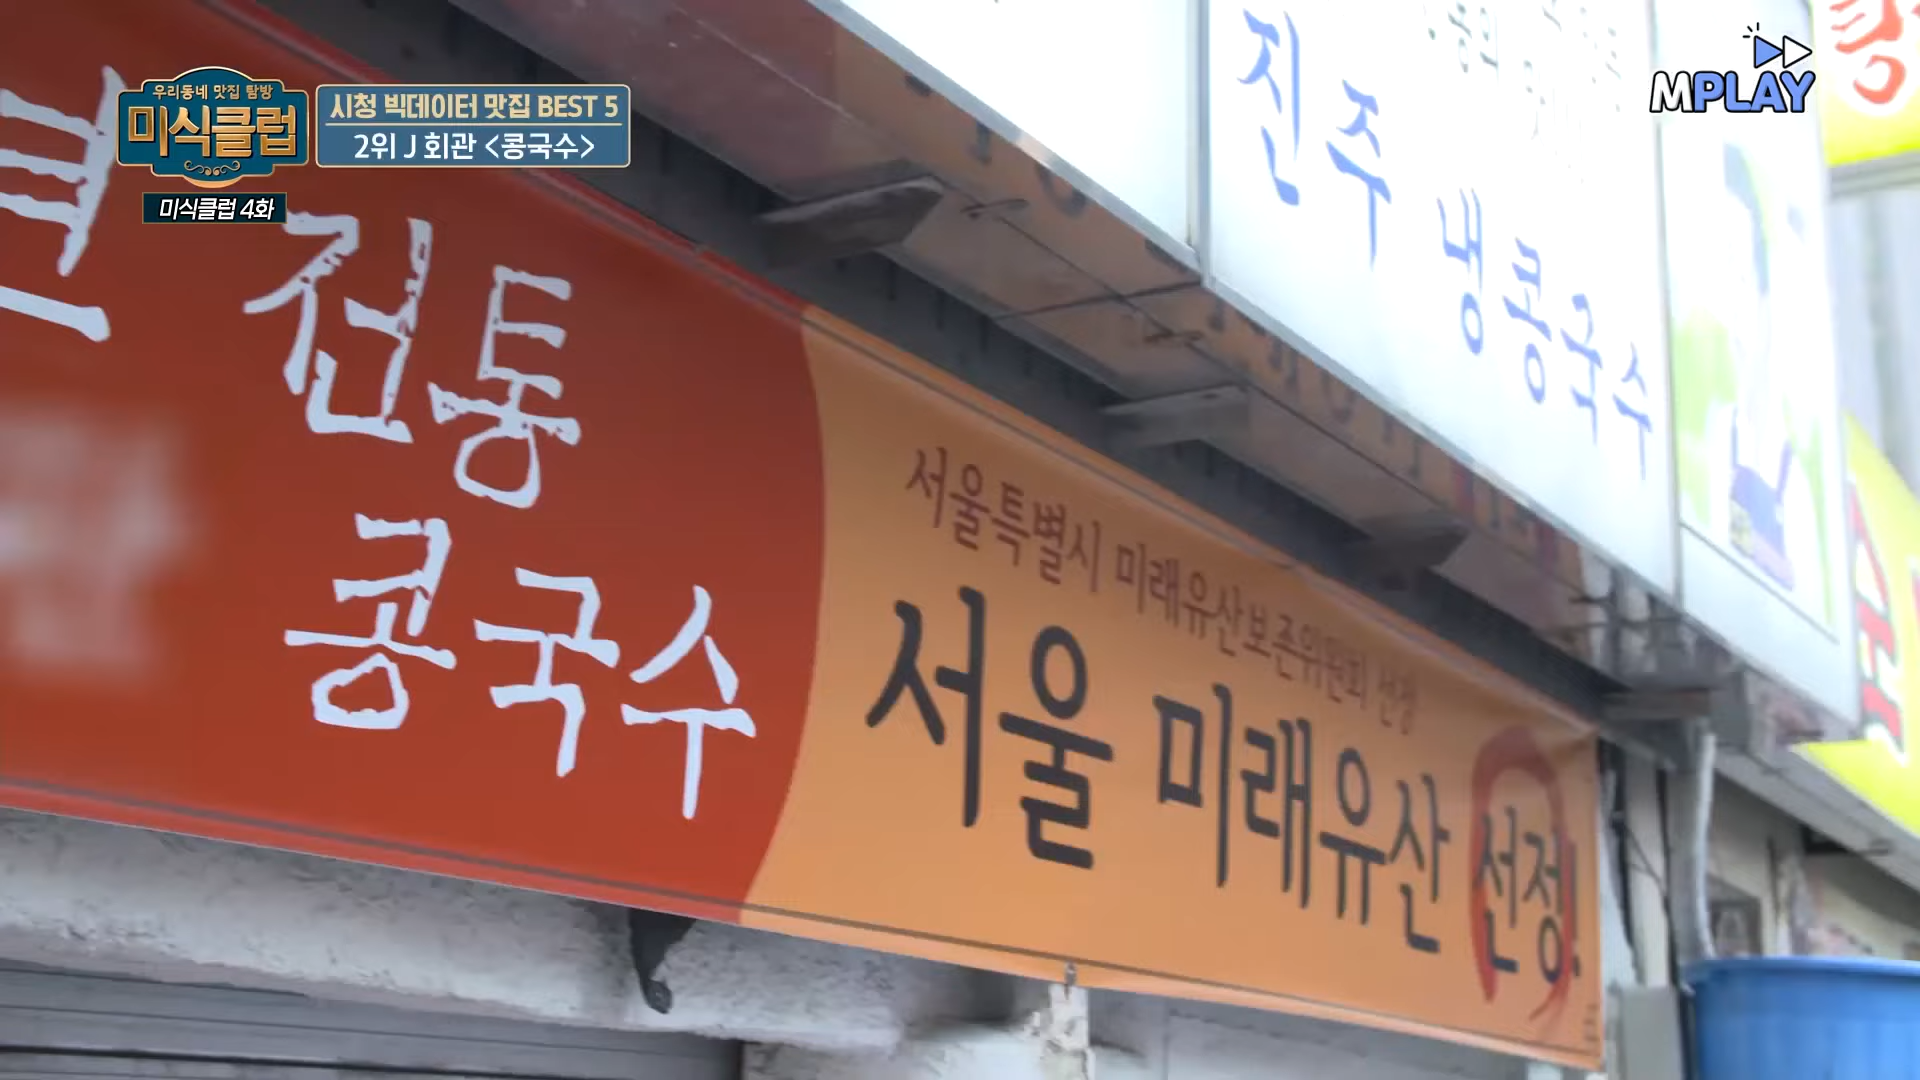 우리동네 맛집 탐방
미식클럽
미식클럽 4화
시청 빅데이터 맛집 BEST 5
2위 J 회관 <콩국수>
MPLAY
진주 냉콩국수
전통
콩국수
서울특별시 미래유산보존위원회 선정
서울 미래유산 선정!